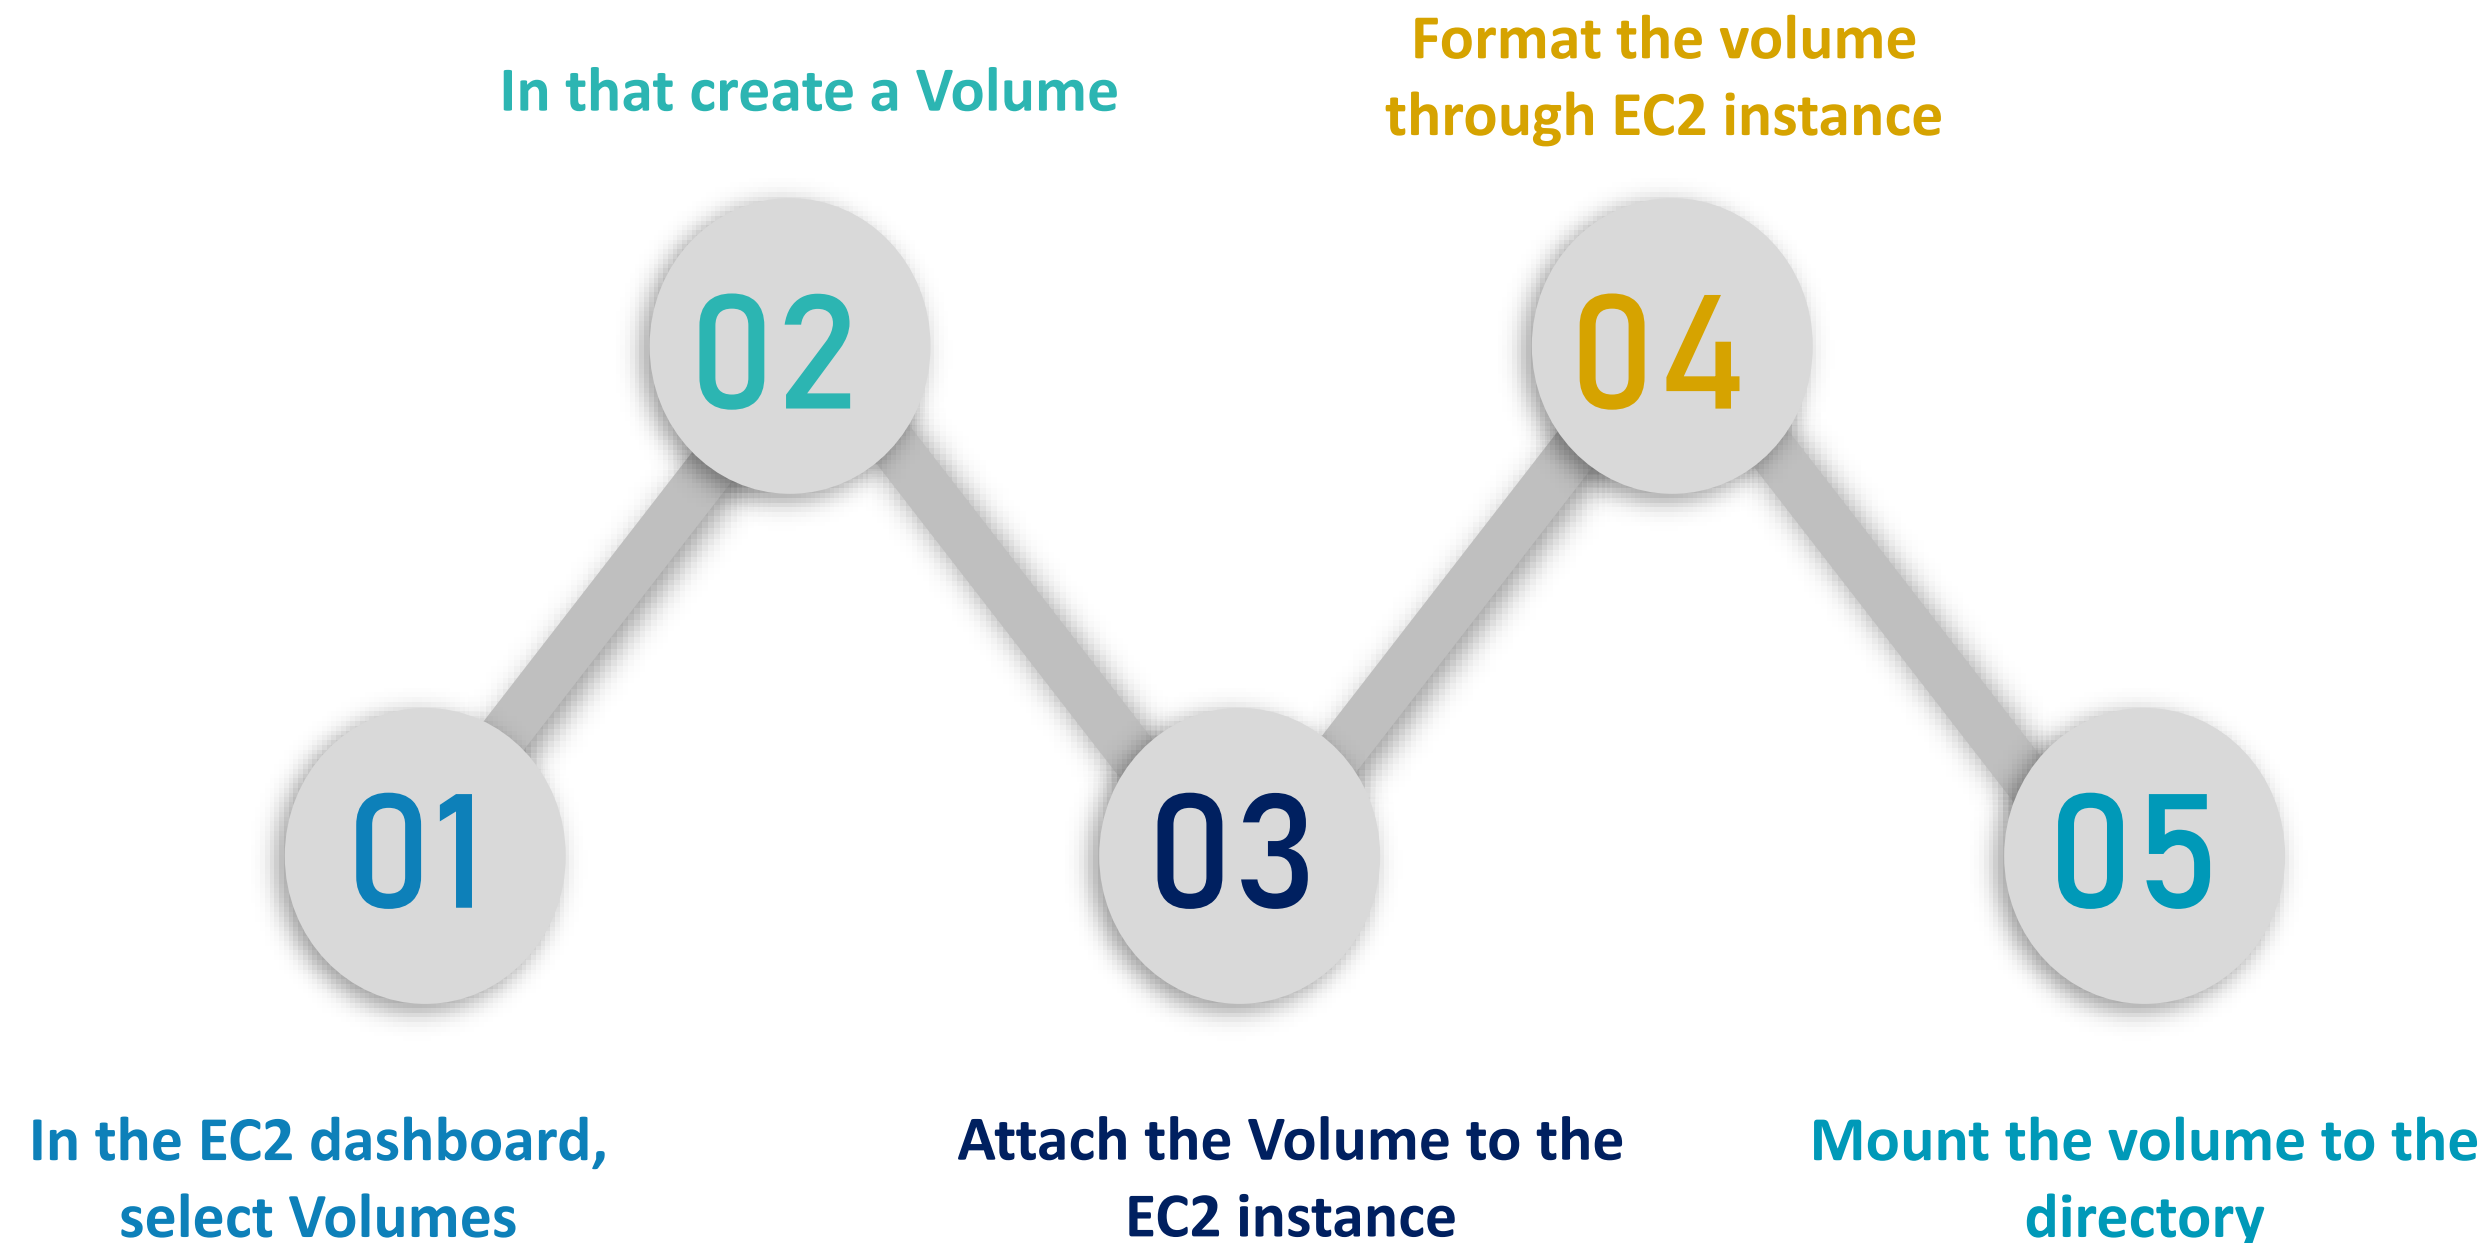 01
In the EC2 dashboard,
select Volumes
02
In that create a Volume
03
Attach the Volume to the
EC2 instance
04
Format the volume
through EC2 instance
05
Mount the volume to the
directory